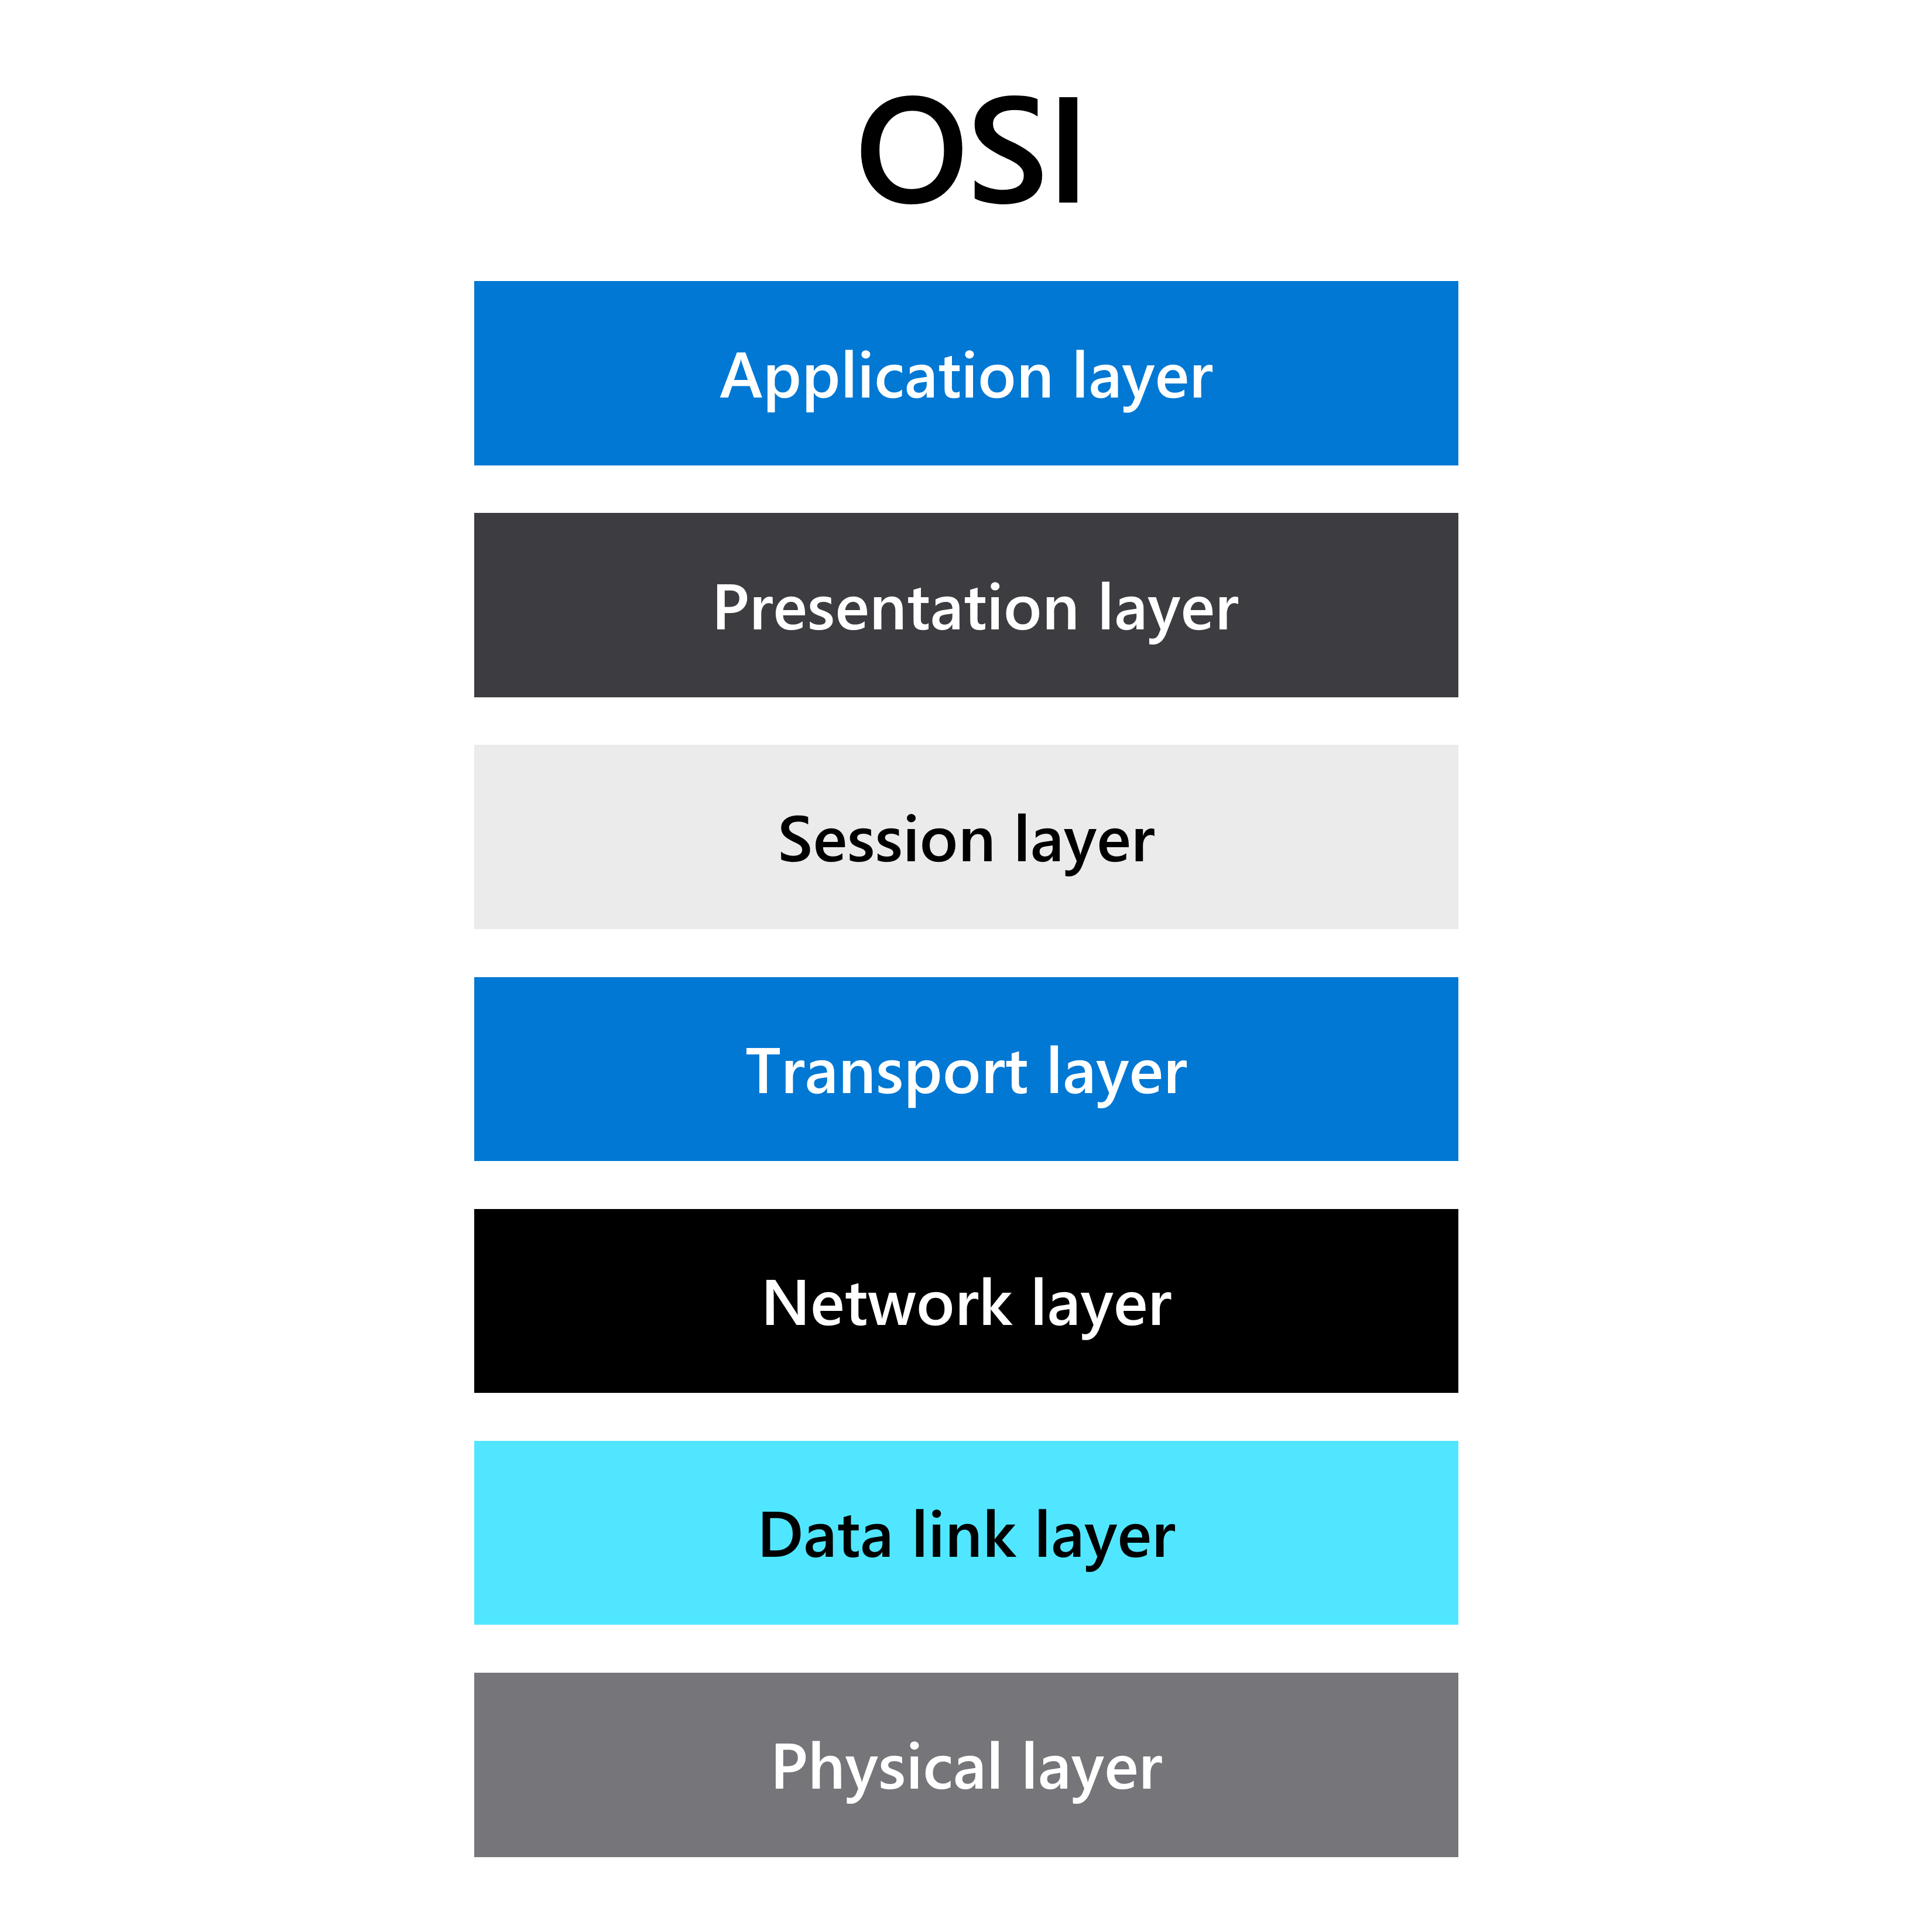 OSI
Application layer
Presentation layer
Session layer
Transport layer
Network layer
Data link layer
Physical layer